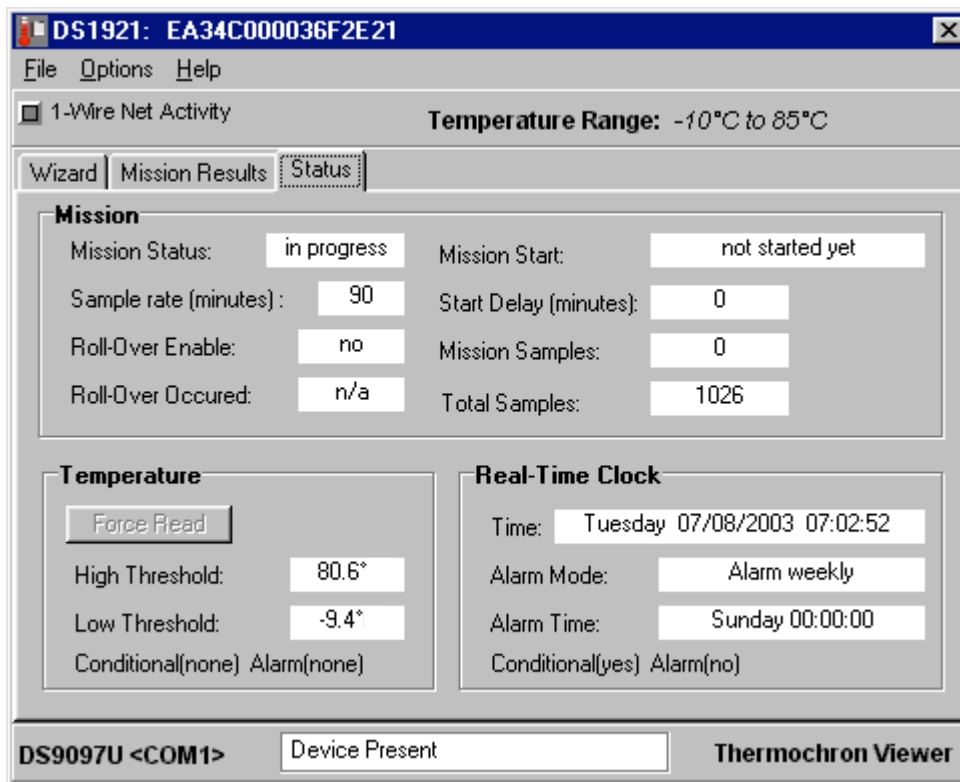 DS1921: EA34C000036F2E21
File Options Help
1-Wire Net Activity
Temperature Range: -10°C to 85°C
Wizard Mission Results Status
Mission
Mission Status: in progress Mission Start: not started yet
Sample rate (minutes) : 90 Start Delay (minutes): 0
Roll-Over Enable: no Mission Samples: 0
Roll-Over Occured: n/a Total Samples: 1026
Temperature
Force Read
High Threshold: 80.6°
Low Threshold: -9.4°
Conditional(none) Alarm(none)
Real-Time Clock
Time: Tuesday 07/08/2003 07:02:52
Alarm Mode: Alarm weekly
Alarm Time: Sunday 00:00:00
Conditional(yes) Alarm(no)
DS9097U <COM1> Device Present Thermochron Viewer